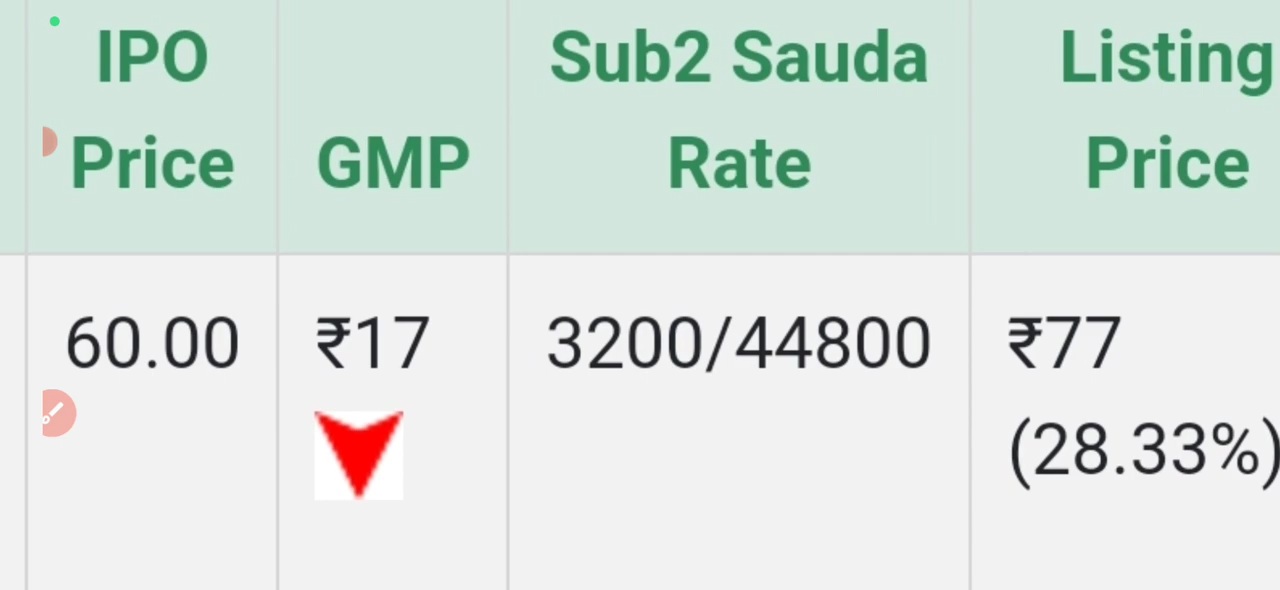 IPO
Price
GMP
Sub2 Sauda
Rate
Listing
Price
60.00
₹17
3200/44800
₹77
(28.33%)